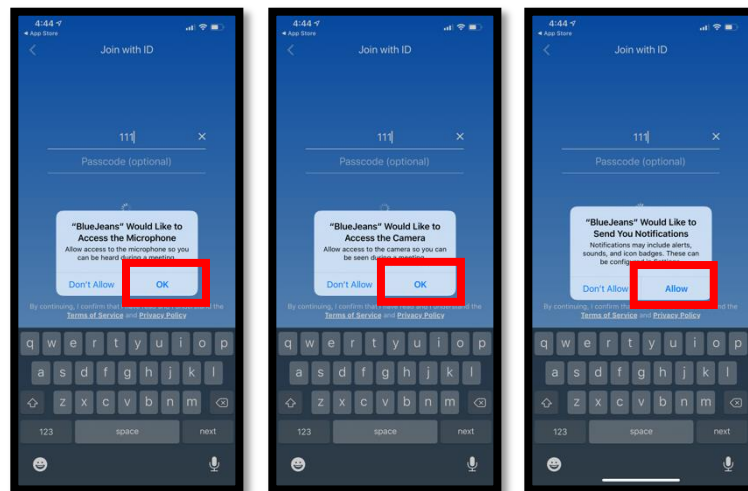 4:44
App Store
Join with ID
111
Passcode (optional)
"BlueJeans" Would Like to
Access the Microphone
Allow access to the microphone so you
can be heard during a meeting.
Don't Allow
OK
By continuing, I confirm that
the
Terms of Service and Privacy Policy
q w e r t y u i o p
a s d f g h j k l
z x c v b n m
123 space next
4:44
App Store
Join with ID
111
Passcode (optional)
"BlueJeans" Would Like to
Access the Camera
Allow access to the camera so you can
be seen during a meeting.
Don't Allow
OK
By continuing, I confirm that
the
Terms of Service and Privacy Policy
q w e r t y u i o p
a s d f g h j k l
z x c v b n m
123 space next
4:44
App Store
Join with ID
111
Passcode (optional)
"BlueJeans" Would Like to
Send You Notifications
Notifications may include alerts,
sounds, and icon badges. These can
be configured in Settings.
Don't Allow
Allow
By continuing, I confirm
the
Terms of Service and Privacy Policy
q w e r t y u i o p
a s d f g h j k l
z x c v b n m
123 space next